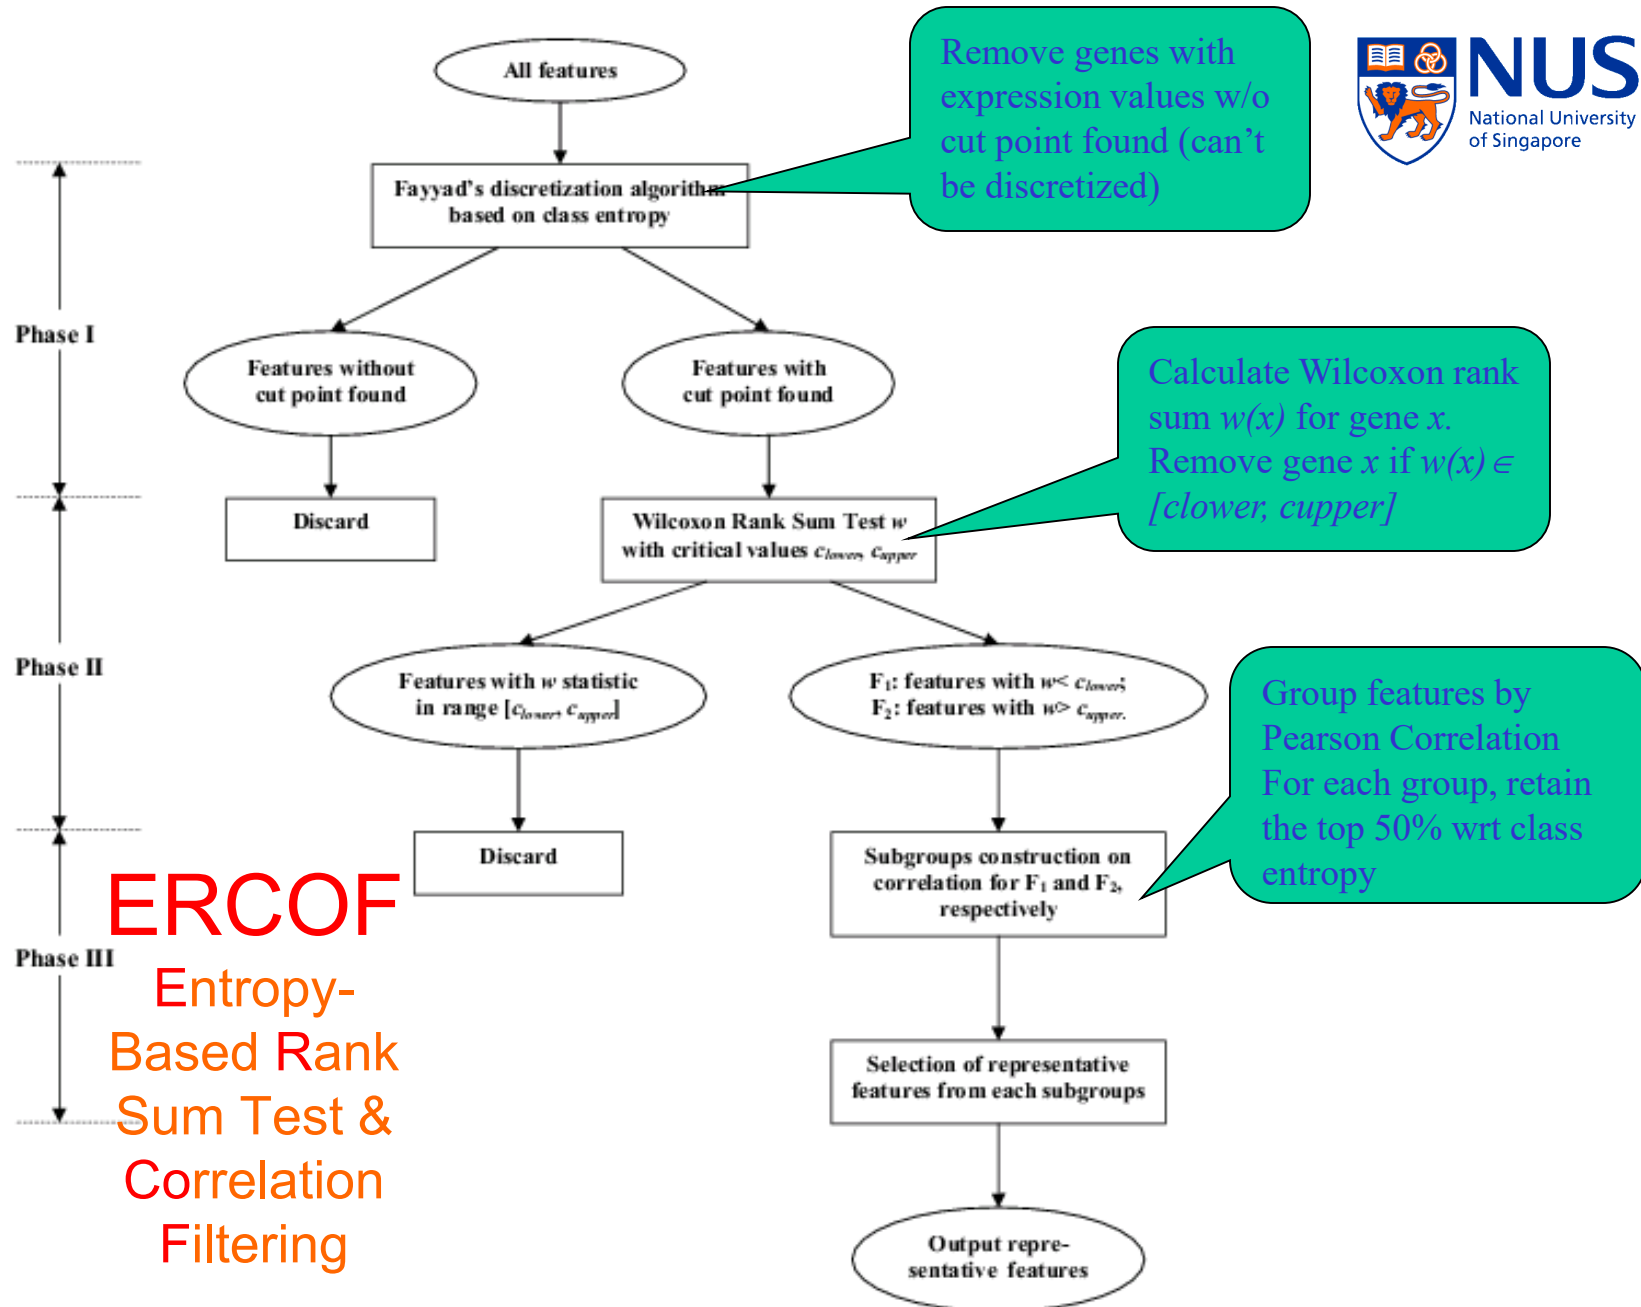 All features
Remove genes with
expression values w/o
cut point found (can't
be discretized)
NUS
National University
of Singapore
Fayyad's discretization algorithm
based on class entropy
Phase I
Features without
cut point found
Features with
cut point found
Calculate Wilcoxon rank
sum w(x) for gene x.
Remove gene x if w(x) ∈
[clower, cupper]
Discard
Wilcoxon Rank Sum Test w
with critical values clower, cupper
Phase II
Features with w statistic
in range [clower, cupper]
F1: features with w< clower;
F2: features with w> cupper.
Group features by
Pearson Correlation
For each group, retain
the top 50% wrt class
entropy
Discard
Subgroups construction on
correlation for F1 and F2,
respectively
ERCOF
Phase III
Entropy-
Based Rank
Sum Test &
Correlation
Filtering
Selection of representative
features from each subgroups
Output repre-
sentative features